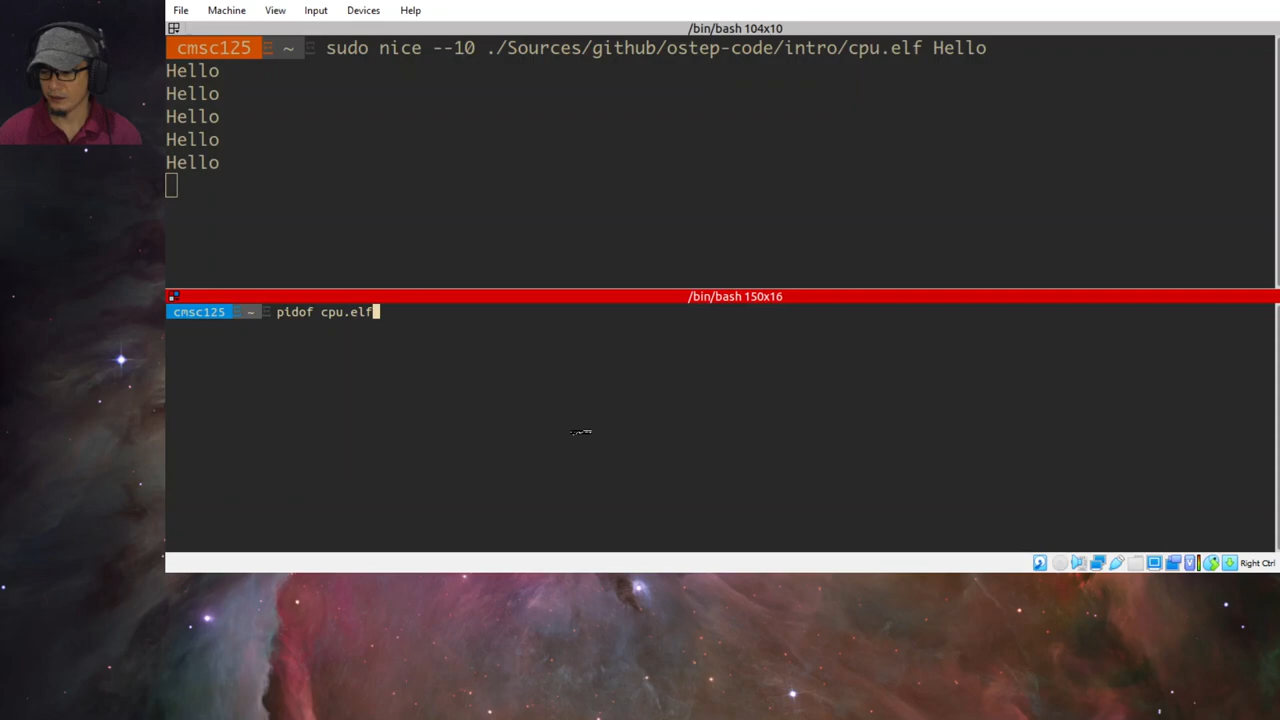 File Machine View Input Devices Help
/bin/bash 104x10
cmsc125 ~ sudo nice --10 ./Sources/github/ostep-code/intro/cpu.elf Hello
Hello
Hello
Hello
Hello
Hello
/bin/bash 150x16
cmsc125 ~ pidof cpu.elf
Right Ctrl